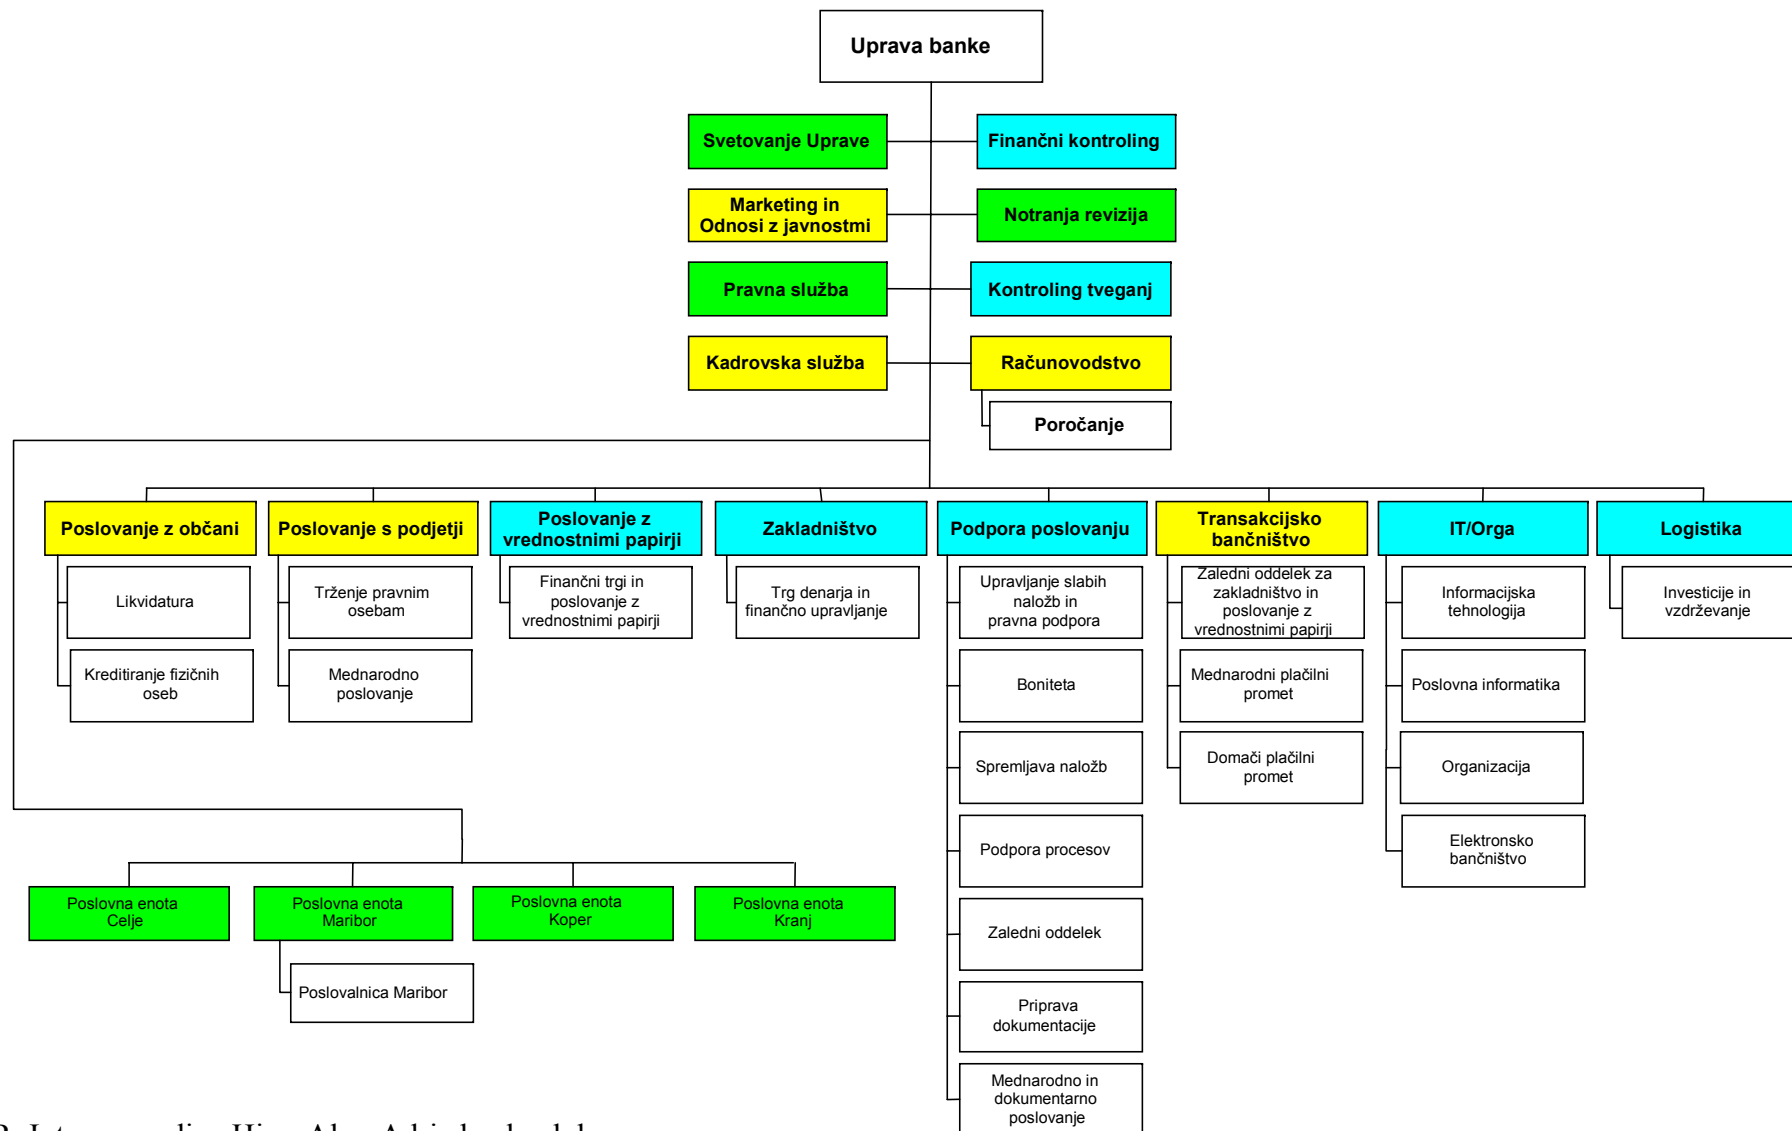 Uprava banke
Svetovanje Uprave
Finančni kontroling
Marketing in
Odnosi z javnostmi
Notranja revizija
Pravna služba
Kontroling tveganj
Kadrovska služba
Računovodstvo
Poročanje
Poslovanje z občani
Poslovanje s podjetji
Poslovanje z
vrednostnimi papirji
Zakladništvo
Podpora poslovanju
Transakcijsko
bančništvo
IT/Orga
Logistika
Likvidatura
Kreditiranje fizičnih
oseb
Trženje pravnim
osebam
Mednarodno
poslovanje
Finančni trgi in
poslovanje z
vrednostnimi papirji
Trg denarja in
finančno upravljanje
Upravljanje slabih
naložb in
pravna podpora
Boniteta
Spremljava naložb
Podpora procesov
Zaledni oddelek
Priprava
dokumentacije
Mednarodno in
dokumentarno
poslovanje
Zaledni oddelek za
zakladništvo in
poslovanje z
vrednostnimi papirji
Mednarodni plačilni
promet
Domači plačilni
promet
Informacijska
tehnologija
Poslovna informatika
Organizacija
Elektronsko
bančništvo
Investicije in
vzdrževanje
Poslovna enota
Celje
Poslovna enota
Maribor
Poslovna enota
Koper
Poslovna enota
Kranj
Poslovalnica Maribor